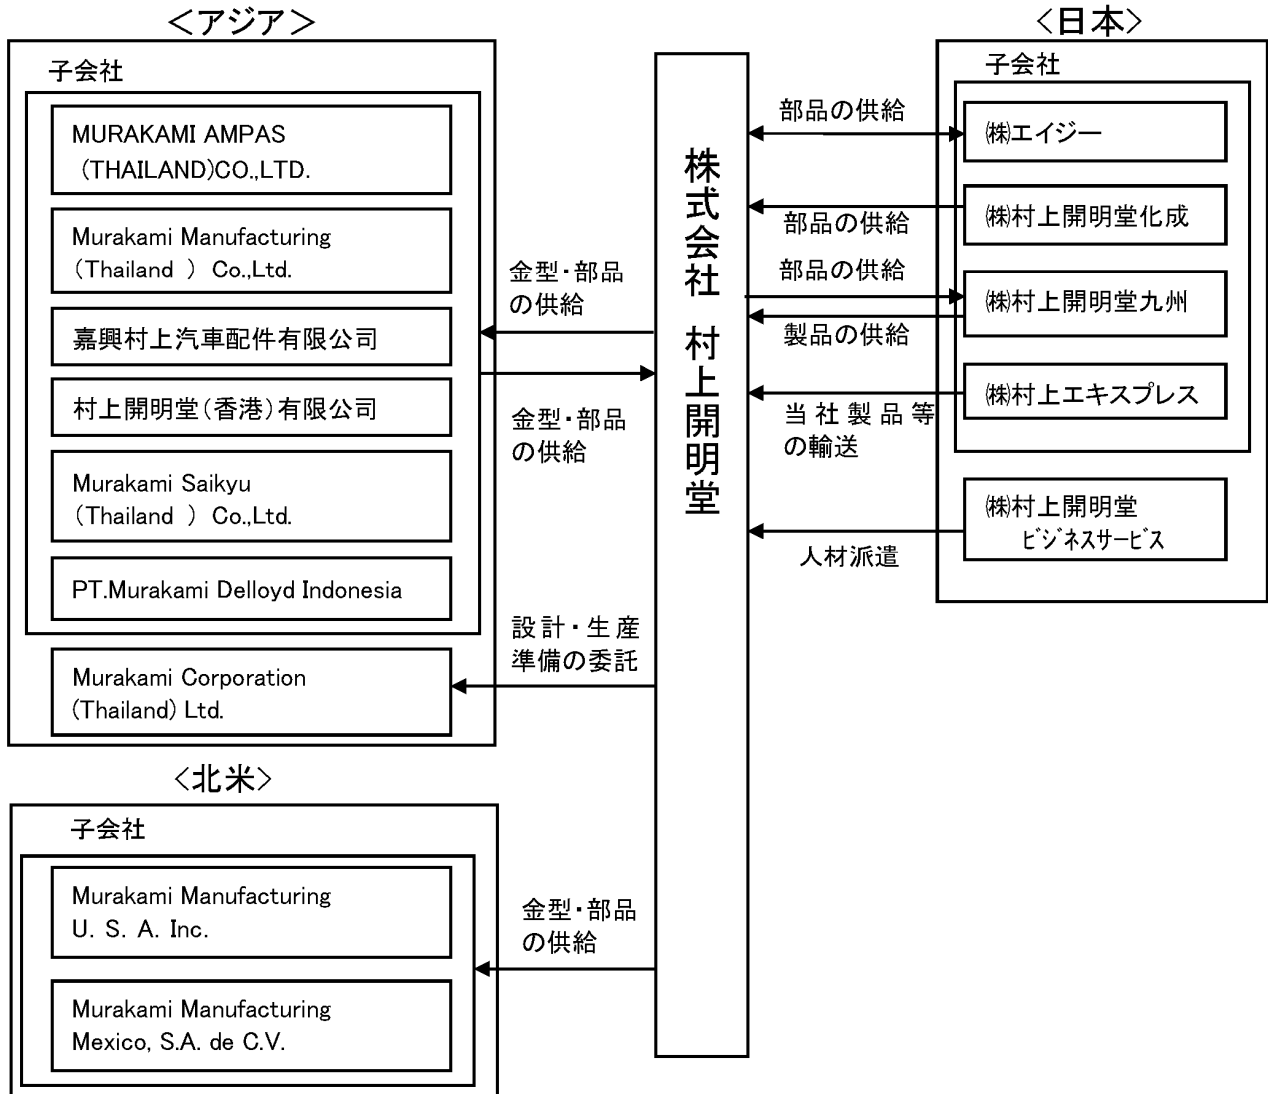 ＜アジア＞
子会社
MURAKAMI AMPAS
(THAILAND)CO.,LTD.
Murakami Manufacturing
(Thailand ) Co.,Ltd.
嘉興村上汽車配件有限公司
村上開明堂(香港)有限公司
Murakami Saikyu
(Thailand ) Co.,Ltd.
PT.Murakami Delloyd Indonesia
Murakami Corporation
(Thailand) Ltd.
＜北米＞
子会社
Murakami Manufacturing
U. S. A. Inc.
Murakami Manufacturing
Mexico, S.A. de C.V.
金型・部品
の供給
金型・部品
の供給
設計・生産
準備の委託
金型・部品
の供給
株式会社 村上開明堂
部品の供給
部品の供給
部品の供給
製品の供給
当社製品等
の輸送
人材派遣
＜日本＞
子会社
㈱エイジー
㈱村上開明堂化成
㈱村上開明堂九州
㈱村上エキスプレス
㈱村上開明堂
ﾋﾞｼﾞﾈｽｻｰﾋﾞｽ